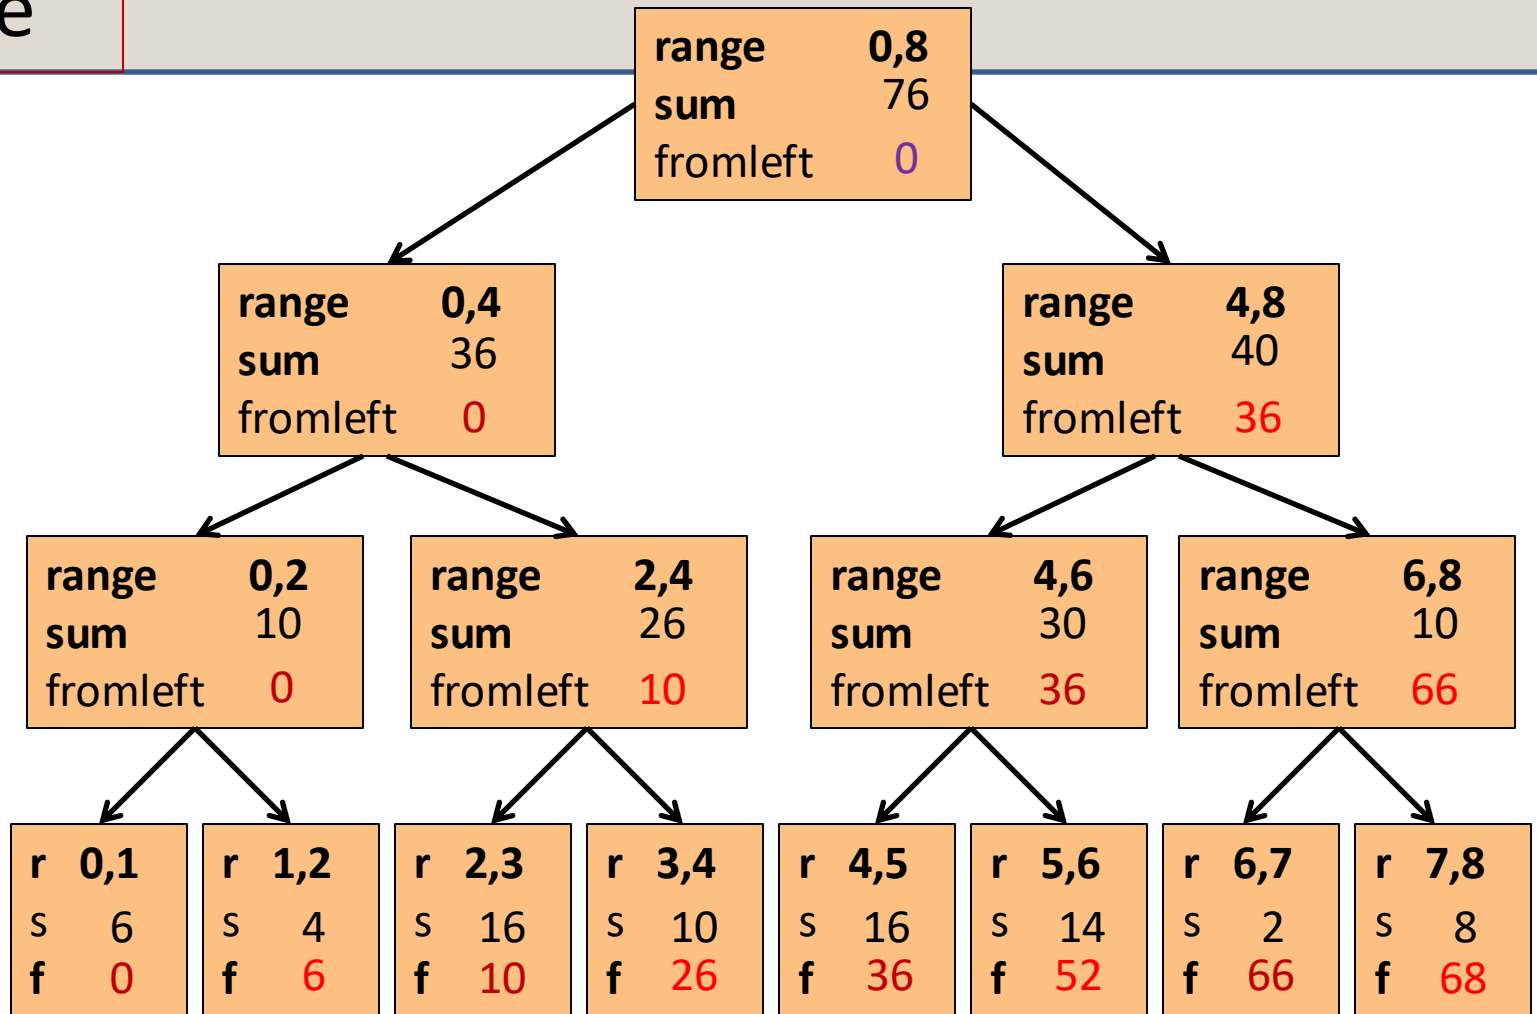 e
range 0,8
sum 76
fromleft 0
range 0,4
sum 36
fromleft 0
range 4,8
sum 40
fromleft 36
range 0,2
sum 10
fromleft 0
range 2,4
sum 26
fromleft 10
range 4,6
sum 30
fromleft 36
range 6,8
sum 10
fromleft 66
r 0,1
s 6
f 0
r 1,2
s 4
f 6
r 2,3
s 16
f 10
r 3,4
s 10
f 26
r 4,5
s 16
f 36
r 5,6
s 14
f 52
r 6,7
s 2
f 66
r 7,8
s 8
f 68